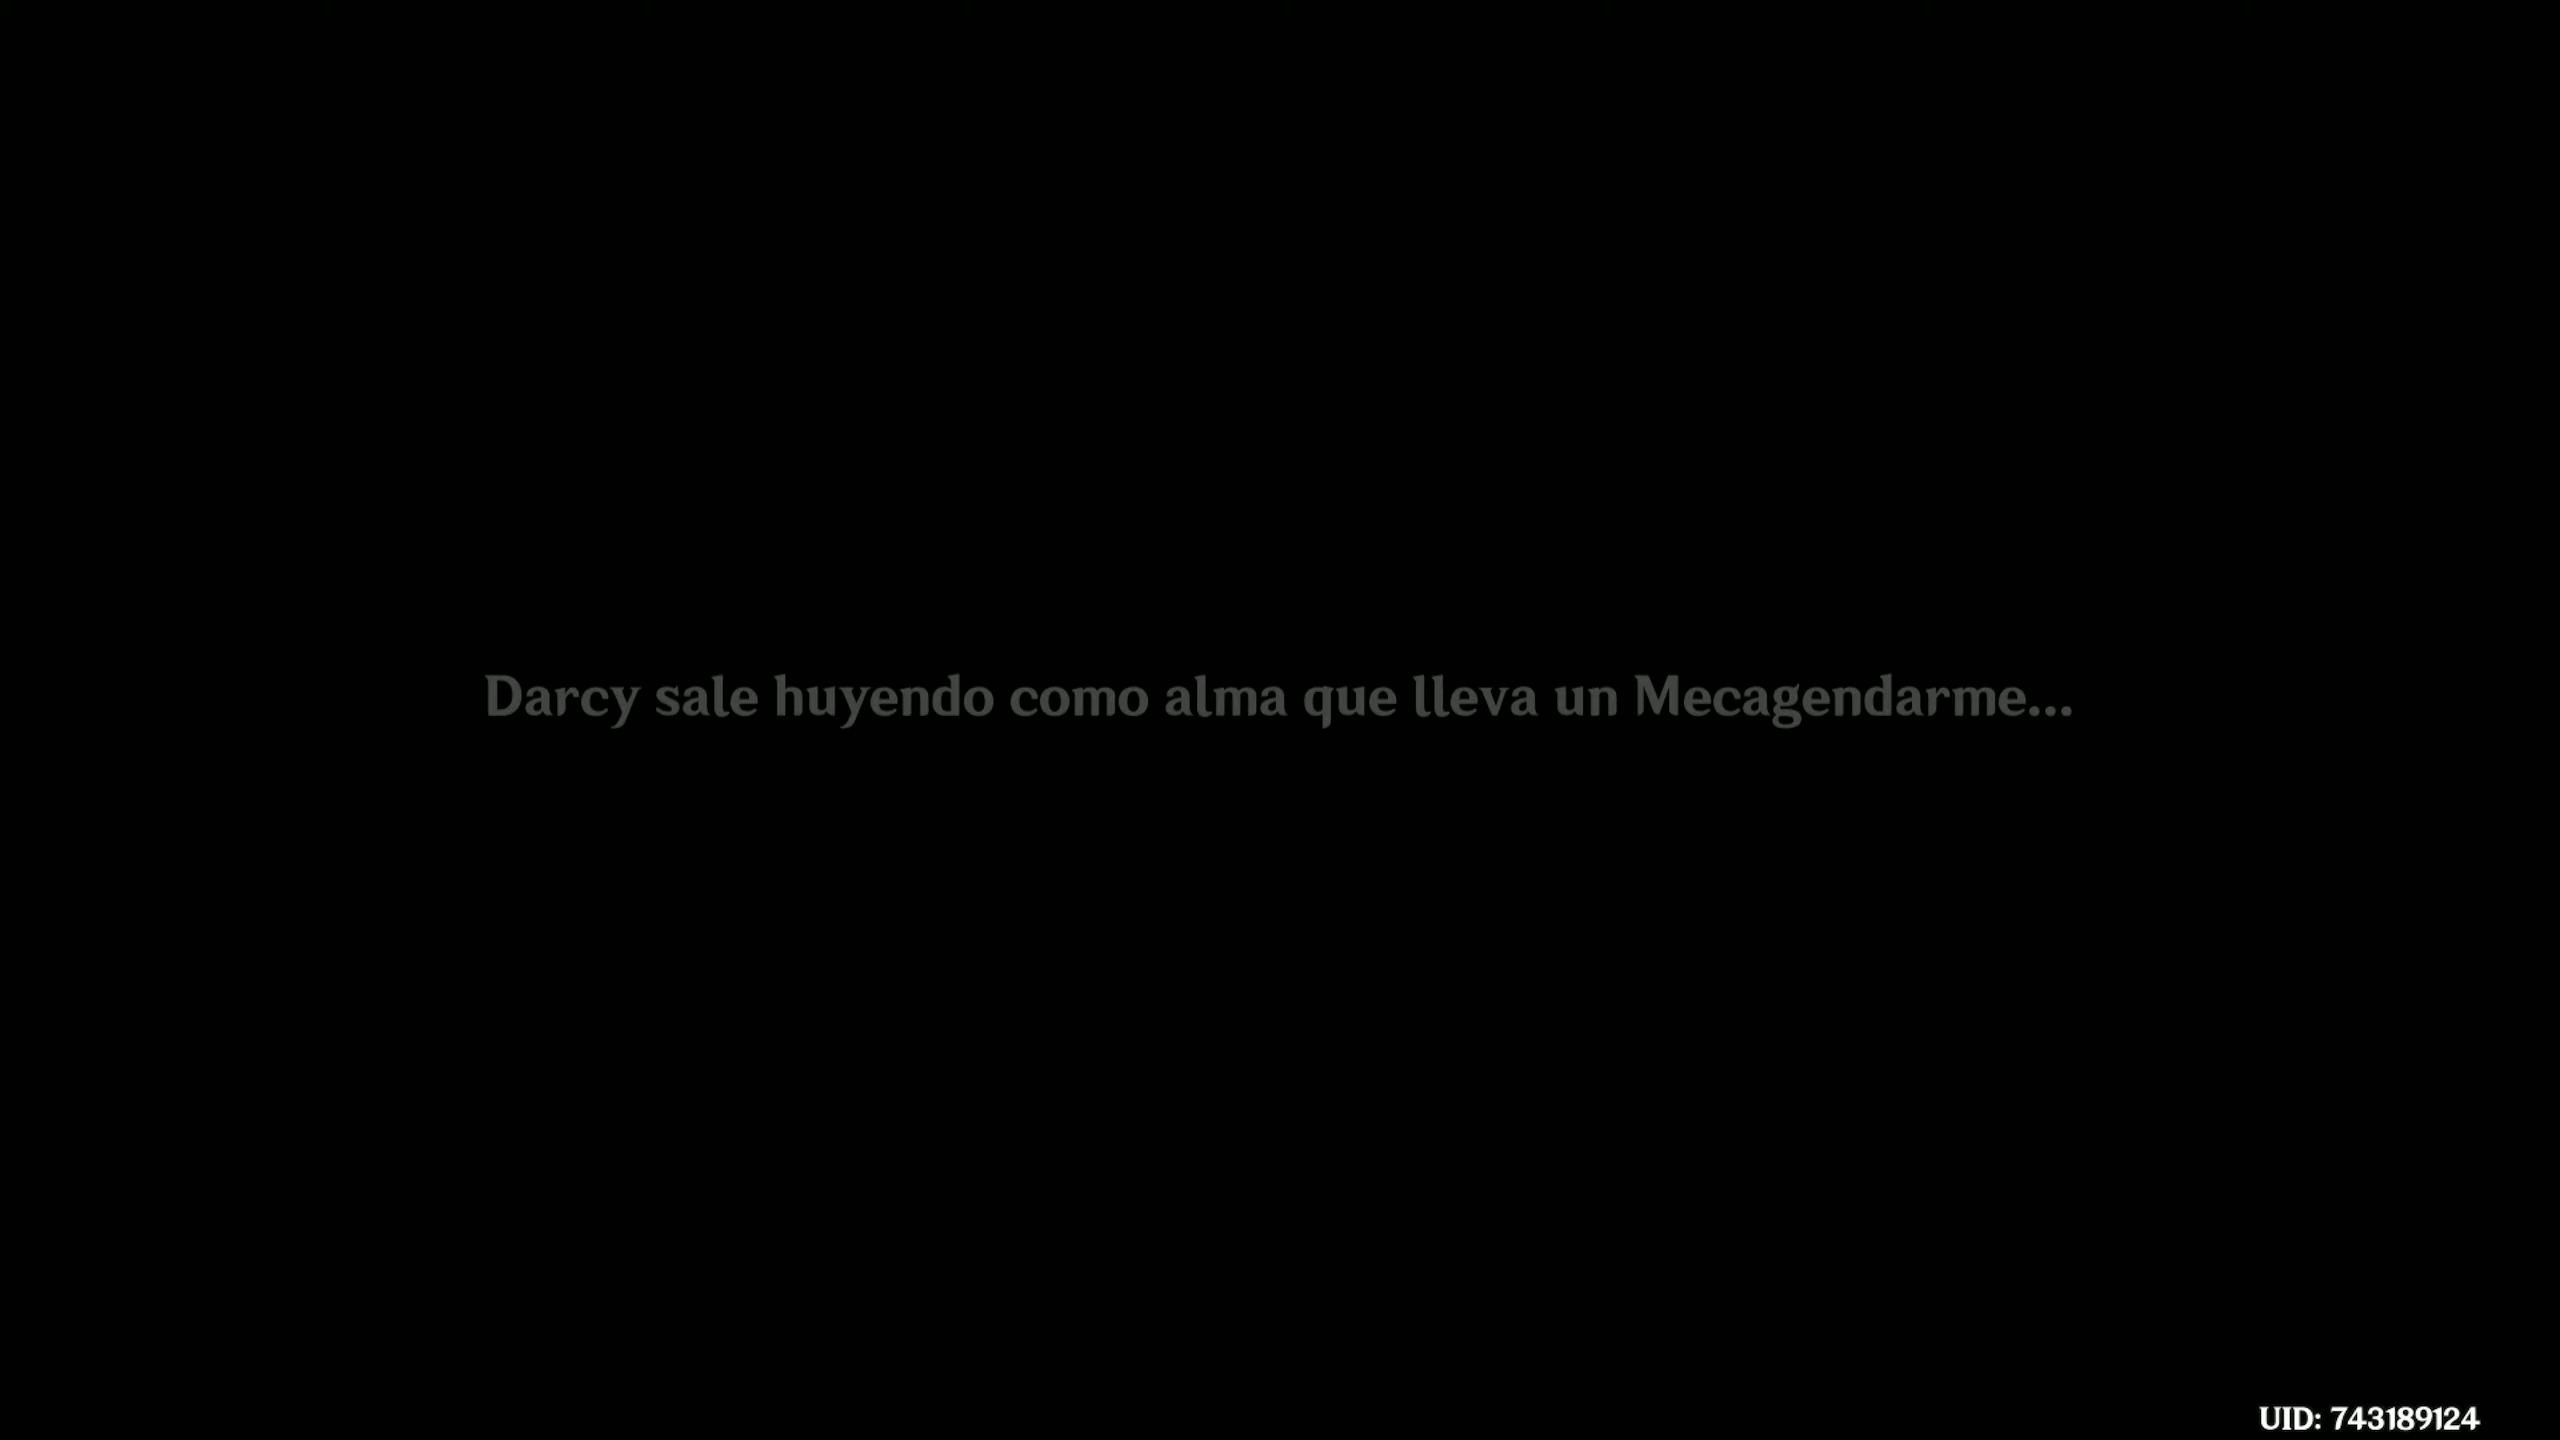 Darcy sale huyendo como alma que lleva un Mecagendarme...
UID: 743189124